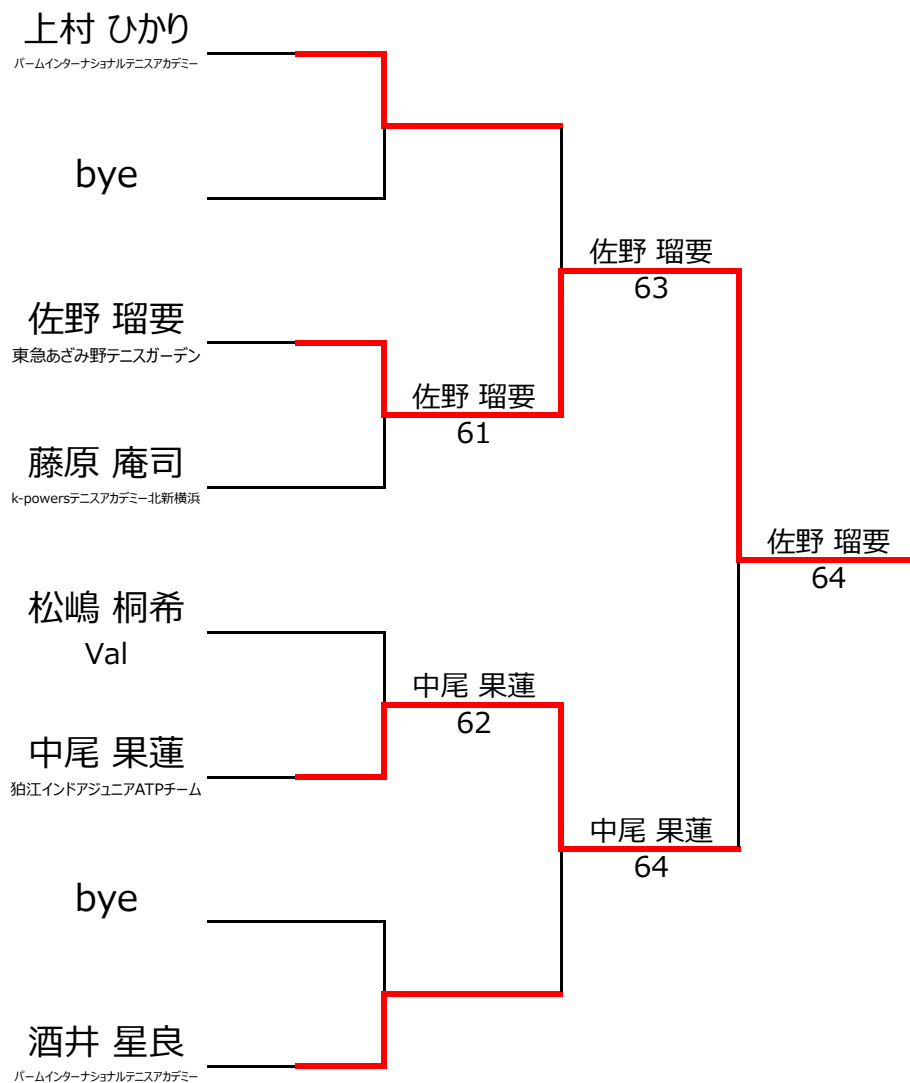 上村 ひかり
パームインターナショナルテニスアカデミー
bye
佐野 瑠要
63
佐野 瑠要
東急あざみ野テニスガーデン
佐野 瑠要
61
藤原 庵司
k-powersテニスアカデミー北新横浜
佐野 瑠要
64
松嶋 桐希
Val
中尾 果蓮
62
中尾 果蓮
狛江インドアジュニアATPチーム
中尾 果蓮
64
bye
酒井 星良
パームインターナショナルテニスアカデミー